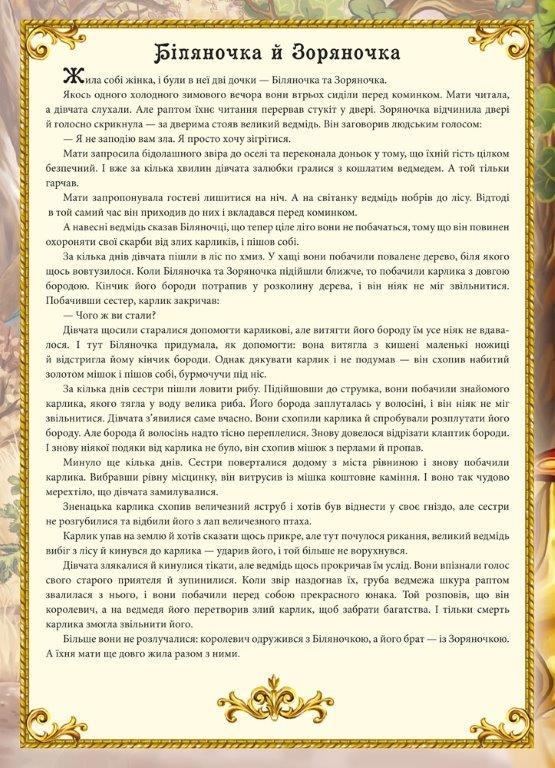 Біляночка й Зоряночка
Жила собі жінка, і були в неї дві дочки — Біляночка та Зоряночка.
Якось одного холодного зимового вечора вони втрьох сиділи перед коминком. Мати читала,
а дівчата слухали. Але раптом їхнє читання перервав стукіт у двері. Зоряночка відчинила двері
й голосно скрикнула — за дверима стояв великий ведмідь. Він заговорив людським голосом:
— Я не заподію вам зла. Я просто хочу зігрітися.
Мати запросила бідолашного звіра до оселі та переконала доньок у тому, що їхній гість цілком
безпечний. І вже за кілька хвилин дівчата залюбки гралися з кошлатим ведмедем. А той тільки
гарчав.
Мати запропонувала гостеві лишитися на ніч. А на світанку ведмідь побрів до лісу. Відтоді
в той самий час він приходив до них і вкладався перед коминком.
А навесні ведмідь сказав Біляночці, що тепер ціле літо вони не побачаться, тому що він повинен
охороняти свої скарби від злих карликів, і пішов собі.
За кілька днів дівчата пішли в ліс по хмиз. У хащі вони побачили повалене дерево, біля якого
щось вовтузилося. Коли Біляночка та Зоряночка підійшли ближче, то побачили карлика з довгою
бородою. Кінчик його бороди потрапив у розколину дерева, і він ніяк не міг звільнитися.
Побачивши сестер, карлик закричав:
— Чого ж ви стали?
Дівчата щосили старалися допомогти карликові, але витягти його бороду їм усе ніяк не вдава-
лося. І тут Біляночка придумала, як допомогти: вона витягла з кишені маленькі ножиці
й відстригла йому кінчик бороди. Однак дякувати карлик і не подумав — він схопив набитий
золотом мішок і пішов собі, бурмочучи під ніс.
За кілька днів сестри пішли ловити рибу. Підійшовши до струмка, вони побачили знайомого
карлика, якого тягла у воду велика риба. Його борода заплуталась у волосіні, і він ніяк не міг
звільнитися. Дівчата з’явилися саме вчасно. Вони схопили карлика й спробували розплутати його
бороду. Але борода й волосінь надто тісно переплелися. Знову довелося відрізати клаптик бороди.
І знову ніякої подяки від карлика не було, він схопив мішок з перлами й пропав.
Минуло ще кілька днів. Сестри поверталися додому з міста рівниною і знову побачили
карлика. Вибравши рівну місцинку, він витрусив із мішка коштовне каміння. І воно так чудово
мерехтіло, що дівчата замилувалися.
Зненацька карлика схопив величезний яструб і хотів був віднести у своє гніздо, але сестри
не розгубилися та відбили його з лап величезного птаха.
Карлик упав на землю й хотів сказати щось прикре, але тут почулося рикання, великий ведмідь
вибіг з лісу й кинувся до карлика — ударив його, і той більше не ворухнувся.
Дівчата злякалися й кинулися тікати, але ведмідь щось прокричав їм услід. Вони впізнали голос
свого старого приятеля й зупинилися. Коли звір наздогнав їх, груба ведмежа шкура раптом
звалилася з нього, і вони побачили перед собою прекрасного юнака. Той розповів, що він
королевич, а на ведмедя його перетворив злий карлик, щоб забрати багатства. І тільки смерть
карлика змогла звільнити його.
Більше вони не розлучалися: королевич одружився з Біляночкою, а його брат — із Зоряночкою.
А їхня мати ще довго жила разом з ними.